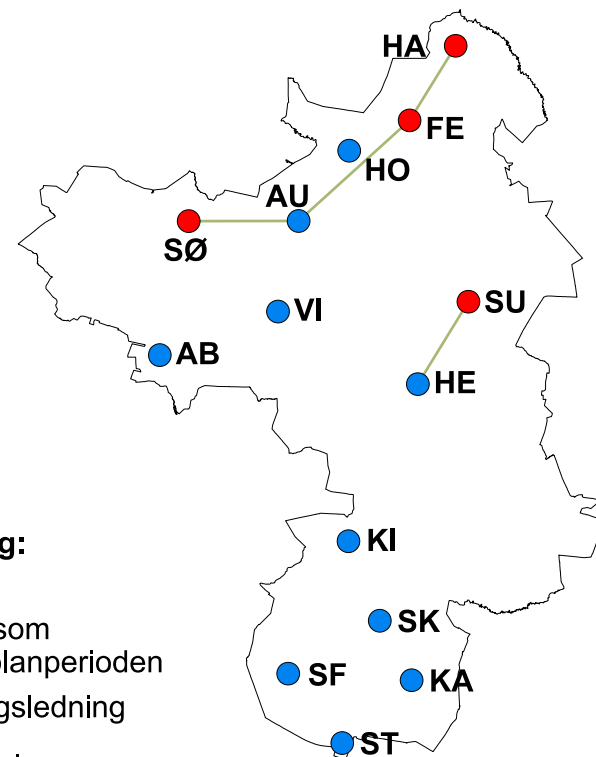 HA
FE
HO
AU
SØ
SU
VI
AB
HE
KI
g:
SK
som
planperioden
SF
KA
gsledning
ST